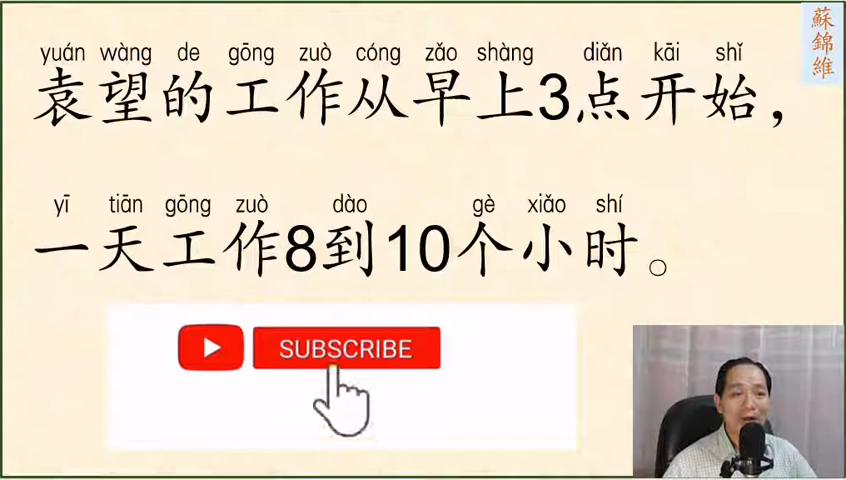 yuán wàng de gōng zuò cóng zǎo shàng diǎn kāi shǐ
袁望的工作从早上3点开始，
yī tiān gōng zuò dào gè xiǎo shí
一天工作8到10个小时。
SUBSCRIBE
蘇錦維